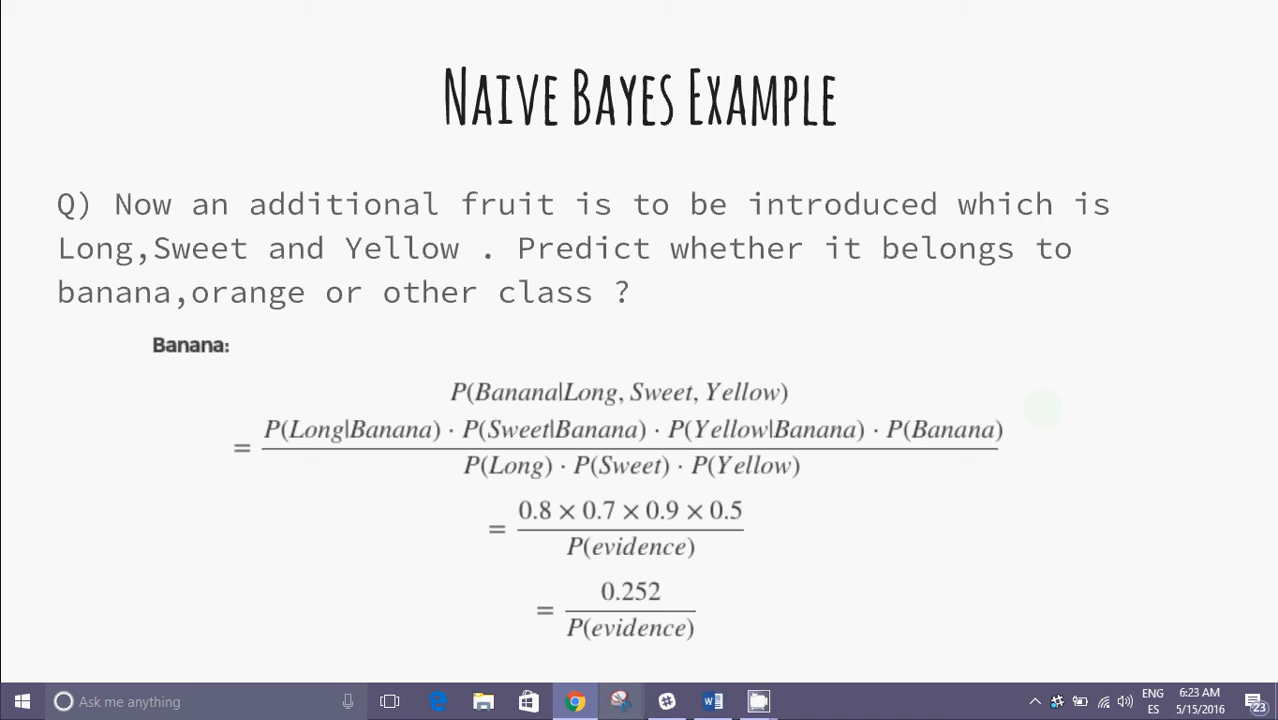 NAIVE BAYES EXAMPLE
Q) Now an additional fruit is to be introduced which is
Long,Sweet and Yellow . Predict whether it belongs to
banana,orange or other class ?
Banana:
P(Banana|Long, Sweet, Yellow)
= P(Long|Banana) · P(Sweet|Banana) · P(Yellow|Banana) · P(Banana)
P(Long) · P(Sweet) · P(Yellow)
= 0.8 × 0.7 × 0.9 × 0.5
P(evidence)
= 0.252
P(evidence)
Ask me anything
ENG
ES
6:23 AM
5/15/2016
23